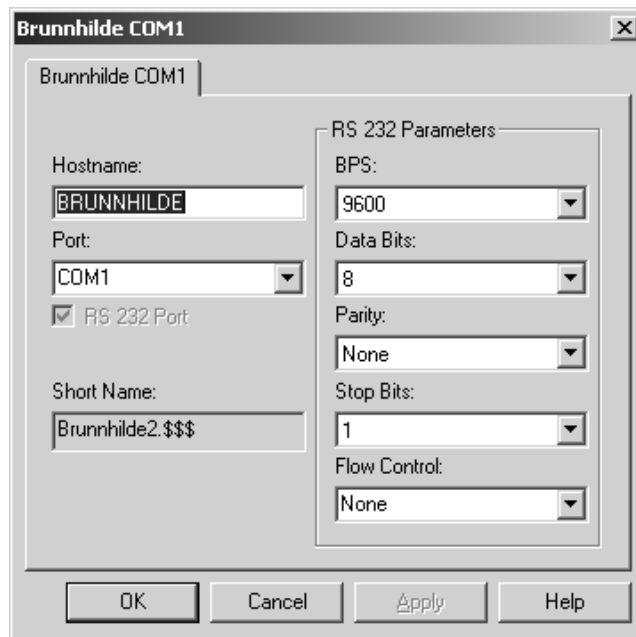 Brunnhilde COM1
Brunnhilde COM1
Hostname:
BRUNNHILDE
Port:
COM1
RS 232 Port
Short Name:
Brunnhilde2.$$$
RS 232 Parameters
BPS:
9600
Data Bits:
8
Parity:
None
Stop Bits:
1
Flow Control:
None
OK
Cancel
Apply
Help